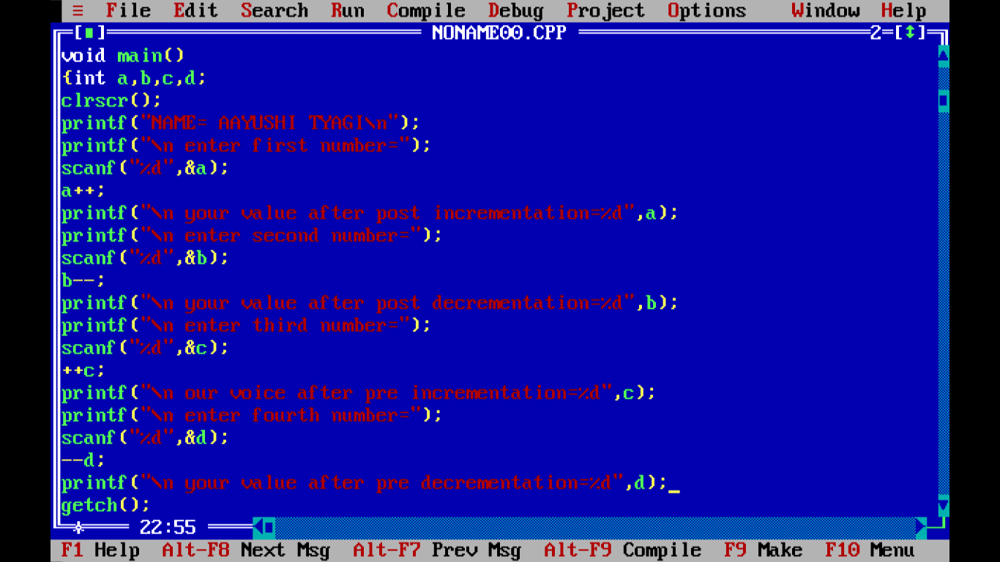 ≡ File Edit Search Run Compile Debug Project Options Window Help
[■] NONAME00.CPP 2=[↕]
void main()
{int a,b,c,d;
clrscr();
printf("NAME= AAYUSHI TYAGI\n");
printf("\n enter first number=");
scanf("%d",&a);
a++;
printf("\n your value after post incrementation=%d",a);
printf("\n enter second number=");
scanf("%d",&b);
b--;
printf("\n your value after post decrementation=%d",b);
printf("\n enter third number=");
scanf("%d",&c);
++c;
printf("\n our voice after pre incrementation=%d",c);
printf("\n enter fourth number=");
scanf("%d",&d);
--d;
printf("\n your value after pre decrementation=%d",d);_
getch();
22:55
F1 Help Alt-F8 Next Msg Alt-F7 Prev Msg Alt-F9 Compile F9 Make F10 Menu